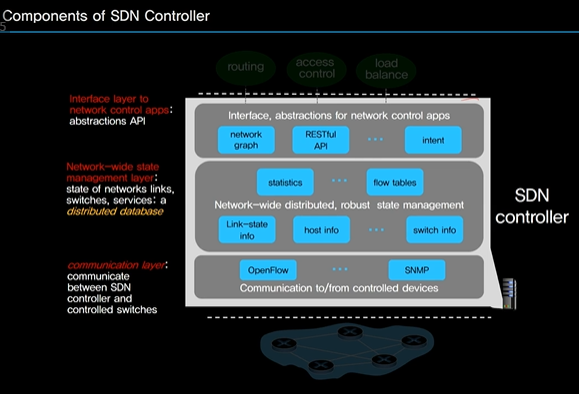 Components of SDN Controller
5
routing
access
control
load
balance
Interface layer to
network control apps:
abstractions API
Interface, abstractions for network control apps
network
graph
RESTful
API
...
intent
Network-wide state
management layer:
state of networks links,
switches, services: a
distributed database
statistics
...
flow tables
Network-wide distributed, robust state management
Link-state
info
host info
...
switch info
SDN
controller
communication layer:
communicate
between SDN
controller and
controlled switches
OpenFlow
...
SNMP
Communication to/from controlled devices